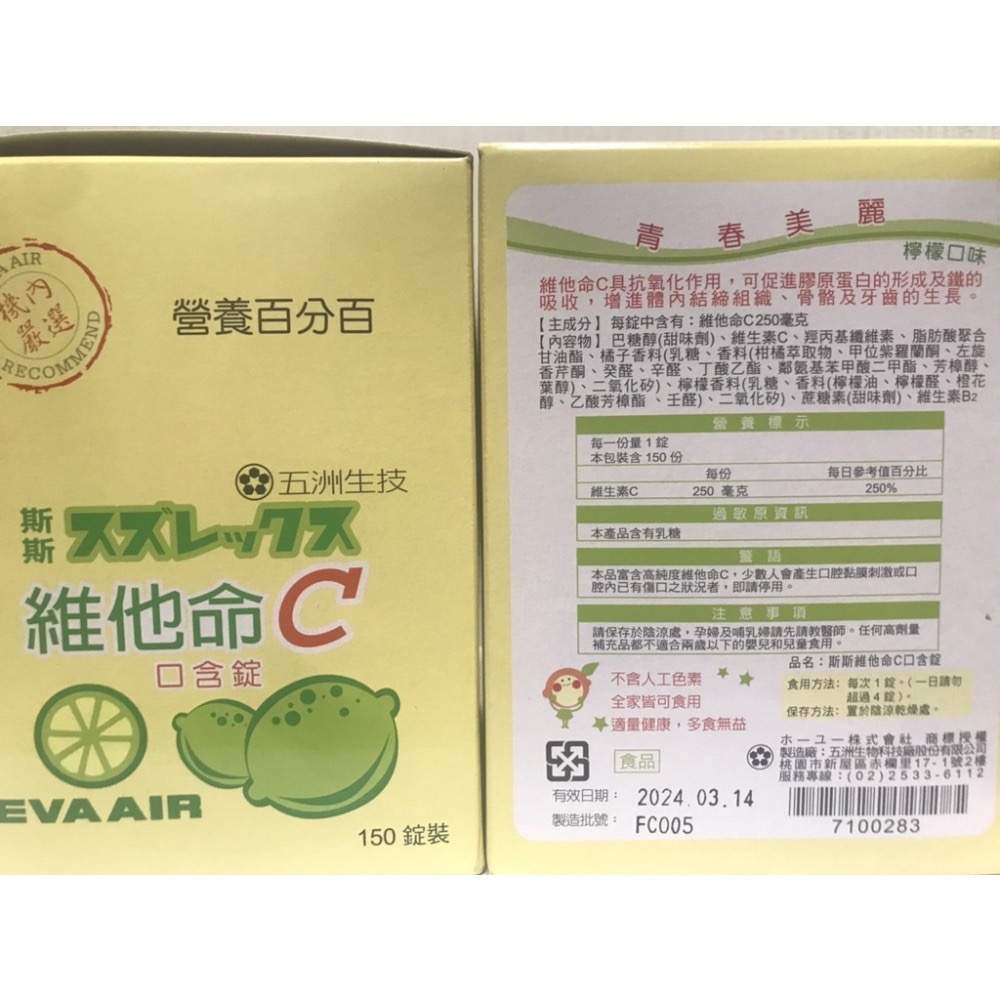 AIR
機內
嚴選
RECOMMEND
營養百分百
五洲生技
斯斯 スズレックス
維他命C
口含錠
EVA AIR
150 錠裝
青春美麗
檸檬口味
維他命C具抗氧化作用，可促進膠原蛋白的形成及鐵的
吸收，增進體內結締組織、骨骼及牙齒的生長。
【主成分】 每錠中含有：維他命C250毫克
【內容物】 巴糖醇(甜味劑)、維生素C、羥丙基纖維素、脂肪酸聚合
甘油酯、橘子香料(乳糖、香料(柑橘萃取物、甲位紫羅蘭酮、左旋
香芹酮、癸醛、辛醛、丁酸乙酯、鄰氨基苯甲酸二甲酯、芳樟醇、
葉醇)、二氧化矽)、檸檬香料(乳糖、香料(檸檬油、檸檬醛、橙花
醇、乙酸芳樟酯、壬醛)、二氧化矽)、蔗糖素(甜味劑)、維生素B2
營養標示
每一份量 1 錠
本包裝含 150 份
每份 每日參考值百分比
維生素C 250 毫克 250%
過敏原資訊
本產品含有乳糖
警語
本品富含高純度維他命C，少數人會產生口腔黏膜刺激或口
腔內已有傷口之狀況者，即請停用。
注意事項
請保存於陰涼處，孕婦及哺乳婦請先請教醫師。任何高劑量
補充品都不適合兩歲以下的嬰兒和兒童食用。
品名：斯斯維他命C口含錠
不含人工色素
全家皆可食用
適量健康，多食無益
食用方法：每次 1 錠。(一日請勿
超過 4 錠)。
保存方法：置於陰涼乾燥處。
食品
ホーユー株式會社 商標授權
製造廠：五洲生物科技廠股份有限公司
桃園市新屋區赤欄里17-1號2樓
服務專線：(02)2533-6112
有效日期： 2024.03.14
製造批號： FC005
7100283